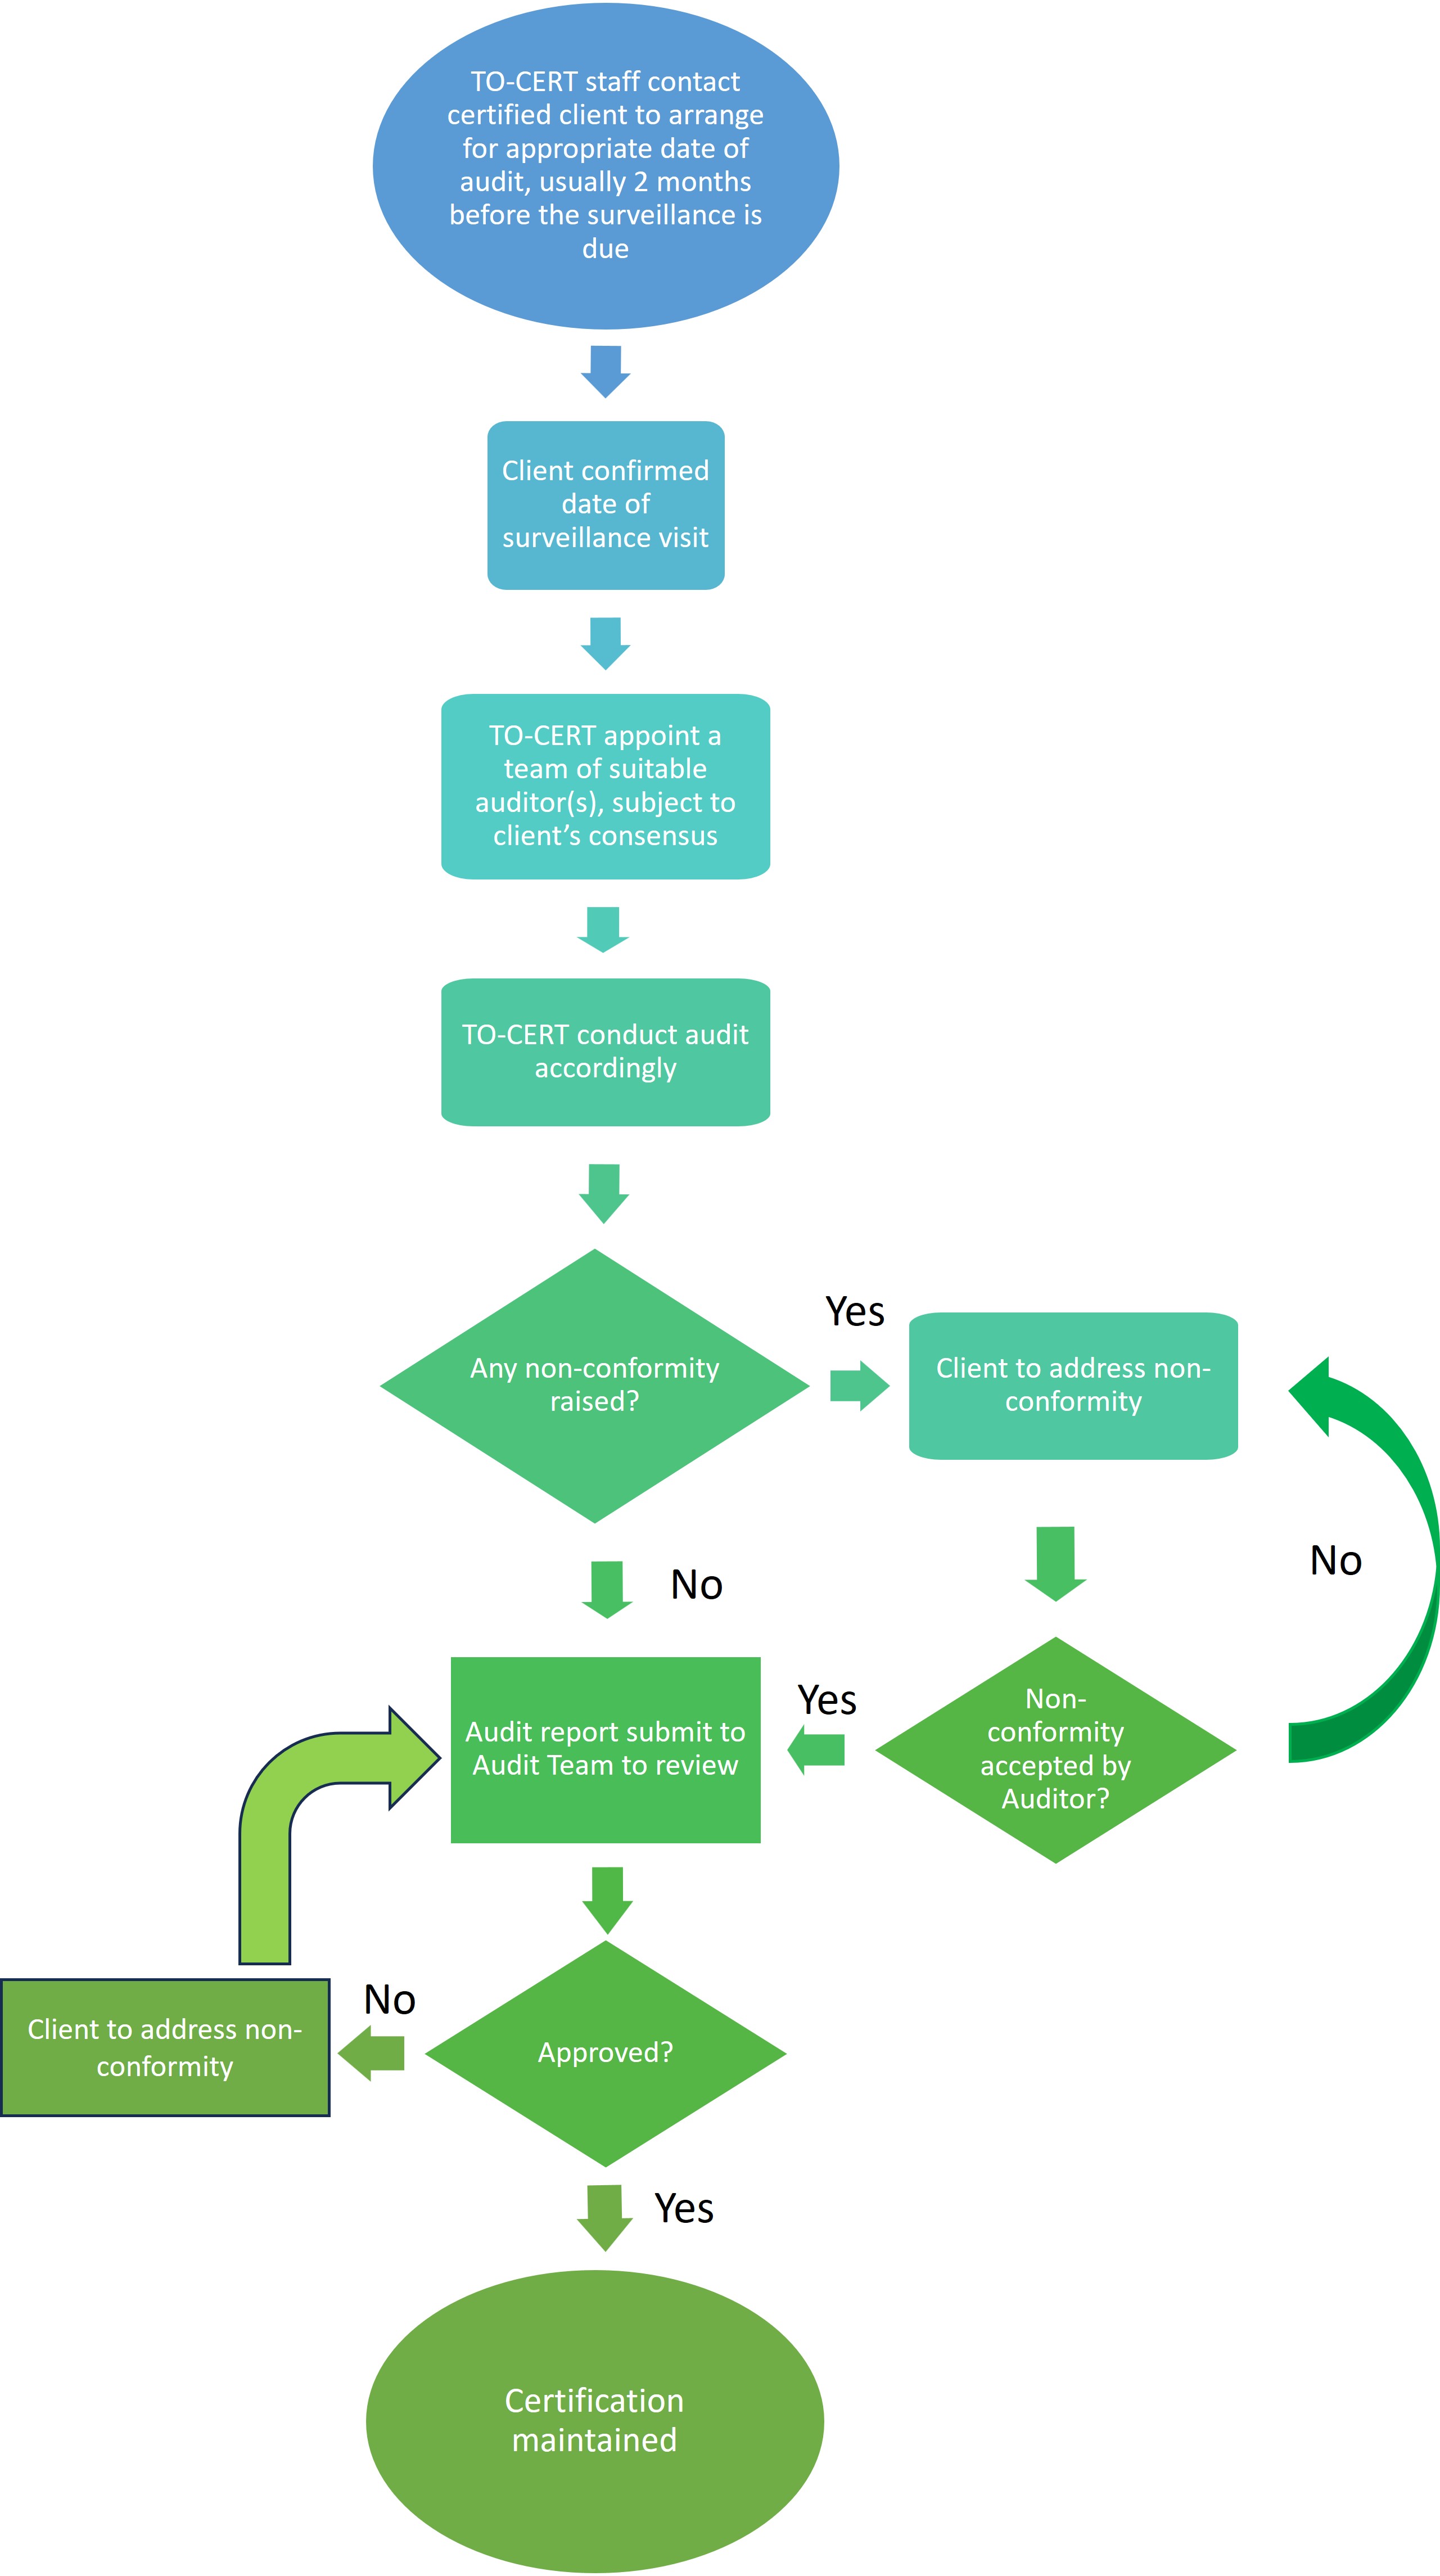 TO-CERT staff contact
certified client to arrange
for appropriate date of
audit, usually 2 months
before the surveillance is
due
Client confirmed
date of
surveillance visit
TO-CERT appoint a
team of suitable
auditor(s), subject to
client’s consensus
TO-CERT conduct audit
accordingly
Any non-conformity
raised?
Yes
Client to address non-
conformity
No
No
Non-
conformity
accepted by
Auditor?
Yes
Audit report submit to
Audit Team to review
Approved?
No
Client to address non-
conformity
Yes
Certification
maintained